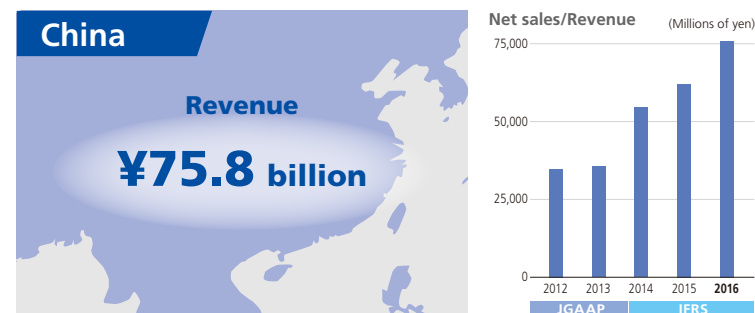 China
Revenue
¥75.8 billion
Net sales/Revenue (Millions of yen)
75,000
50,000
25,000
0
2012 2013 2014 2015 2016
JGAAP IFRS